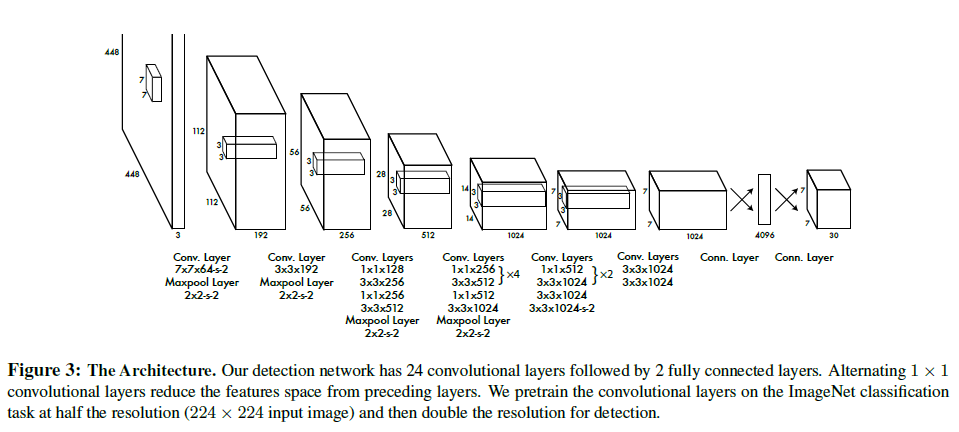 448
448
7
7
3
112
112
3
3
192
56
56
3
3
256
28
28
3
3
512
14
14
3
3
1024
7
7
3
3
1024
7
7
1024
4096
7
7
30
Conv. Layer
7x7x64-s-2
Maxpool Layer
2x2-s-2
Conv. Layer
3x3x192
Maxpool Layer
2x2-s-2
Conv. Layers
1x1x128
3x3x256
1x1x256
3x3x512
Maxpool Layer
2x2-s-2
Conv. Layers
1x1x256
3x3x512
×4
1x1x512
3x3x1024
Maxpool Layer
2x2-s-2
Conv. Layers
1x1x512
3x3x1024
×2
3x3x1024
3x3x1024-s-2
Conv. Layers
3x3x1024
3x3x1024
Conn. Layer
Conn. Layer
Figure 3: The Architecture. Our detection network has 24 convolutional layers followed by 2 fully connected layers. Alternating 1 × 1
convolutional layers reduce the features space from preceding layers. We pretrain the convolutional layers on the ImageNet classification
task at half the resolution (224 × 224 input image) and then double the resolution for detection.